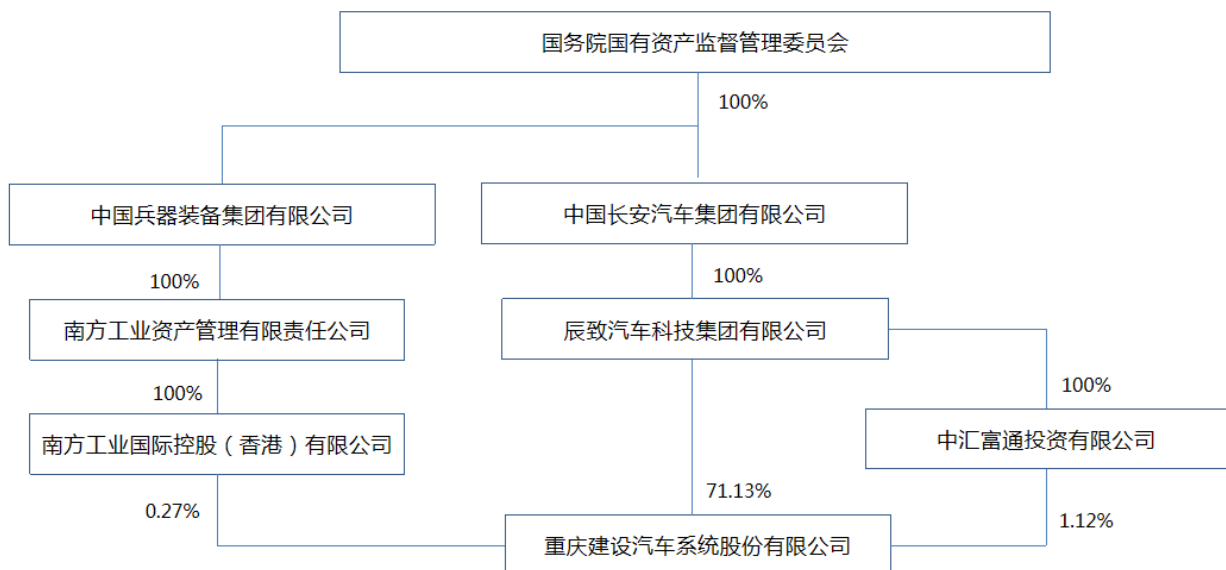 国务院国有资产监督管理委员会
100%
中国兵器装备集团有限公司
中国长安汽车集团有限公司
100%
100%
南方工业资产管理有限责任公司
辰致汽车科技集团有限公司
100%
100%
南方工业国际控股（香港）有限公司
中汇富通投资有限公司
0.27%
71.13%
1.12%
重庆建设汽车系统股份有限公司